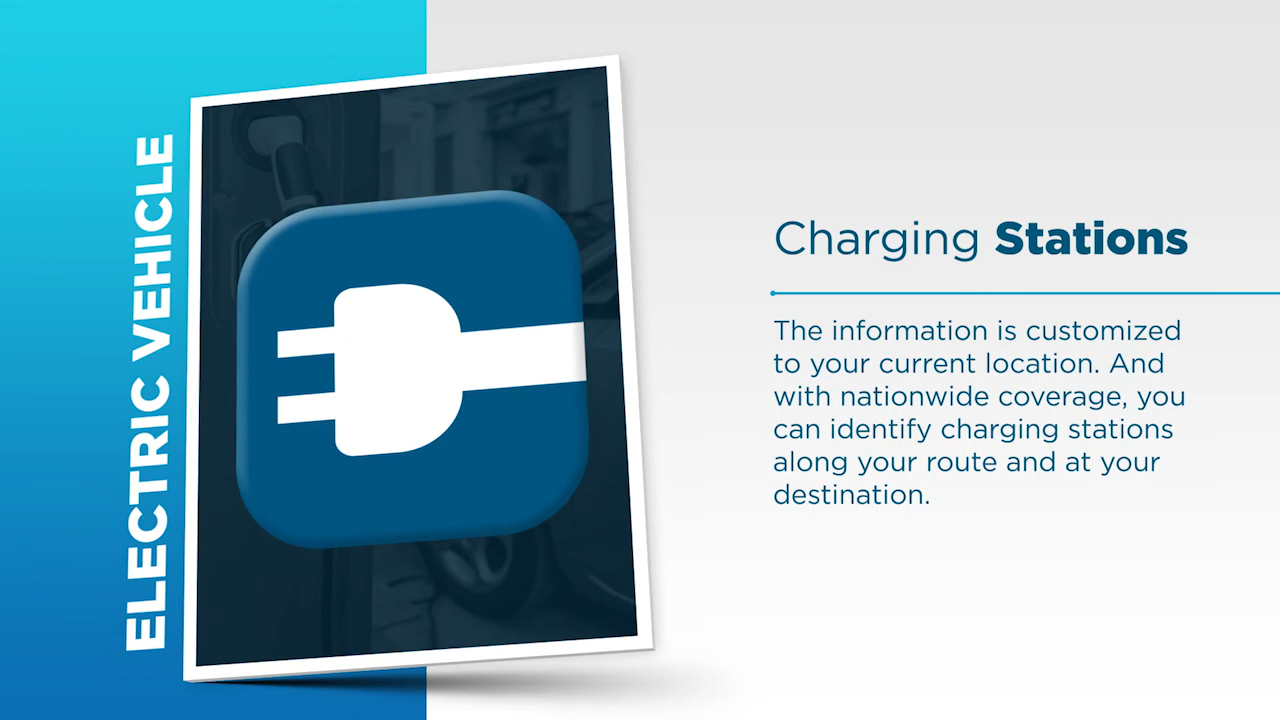 ELECTRIC VEHICLE
Charging Stations
The information is customized
to your current location. And
with nationwide coverage, you
can identify charging stations
along your route and at your
destination.